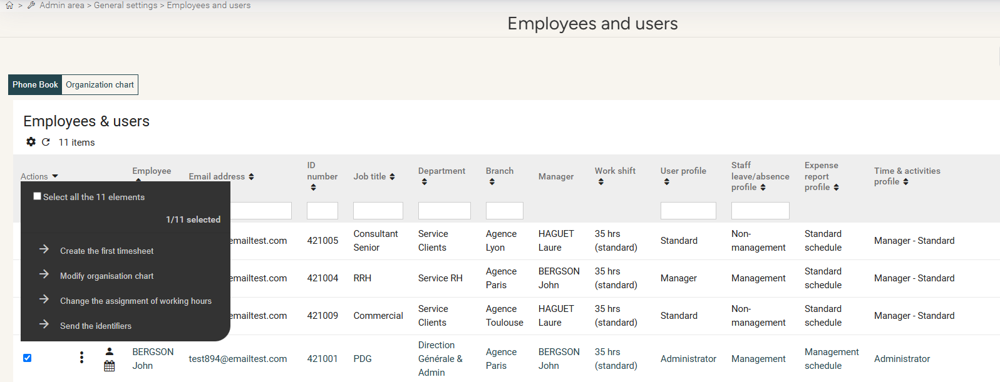 > Admin area > General settings > Employees and users
Employees and users
Phone Book Organization chart
Employees & users
11 items
Actions
Employee
Email address
ID number
Job title
Department
Branch
Manager
Work shift
User profile
Staff leave/absence profile
Expense report profile
Time & activities profile
Select all the 11 elements
1/11 selected
Create the first timesheet
Modify organisation chart
Change the assignment of working hours
Send the identifiers
emailtest.com 421005 Consultant Senior Service Clients Agence Lyon HAGUET Laure 35 hrs (standard) Standard Non-management Standard schedule Manager - Standard
emailtest.com 421004 RRH Service RH Agence Paris BERGSON John 35 hrs (standard) Manager Management Standard schedule Manager - Standard
emailtest.com 421009 Commercial Service Clients Agence Toulouse HAGUET Laure 35 hrs (standard) Standard Non-management Standard schedule Manager - Standard
BERGSON John test894@emailtest.com 421001 PDG Direction Générale & Admin Agence Paris BERGSON John 35 hrs (standard) Administrator Management Management schedule Administrator